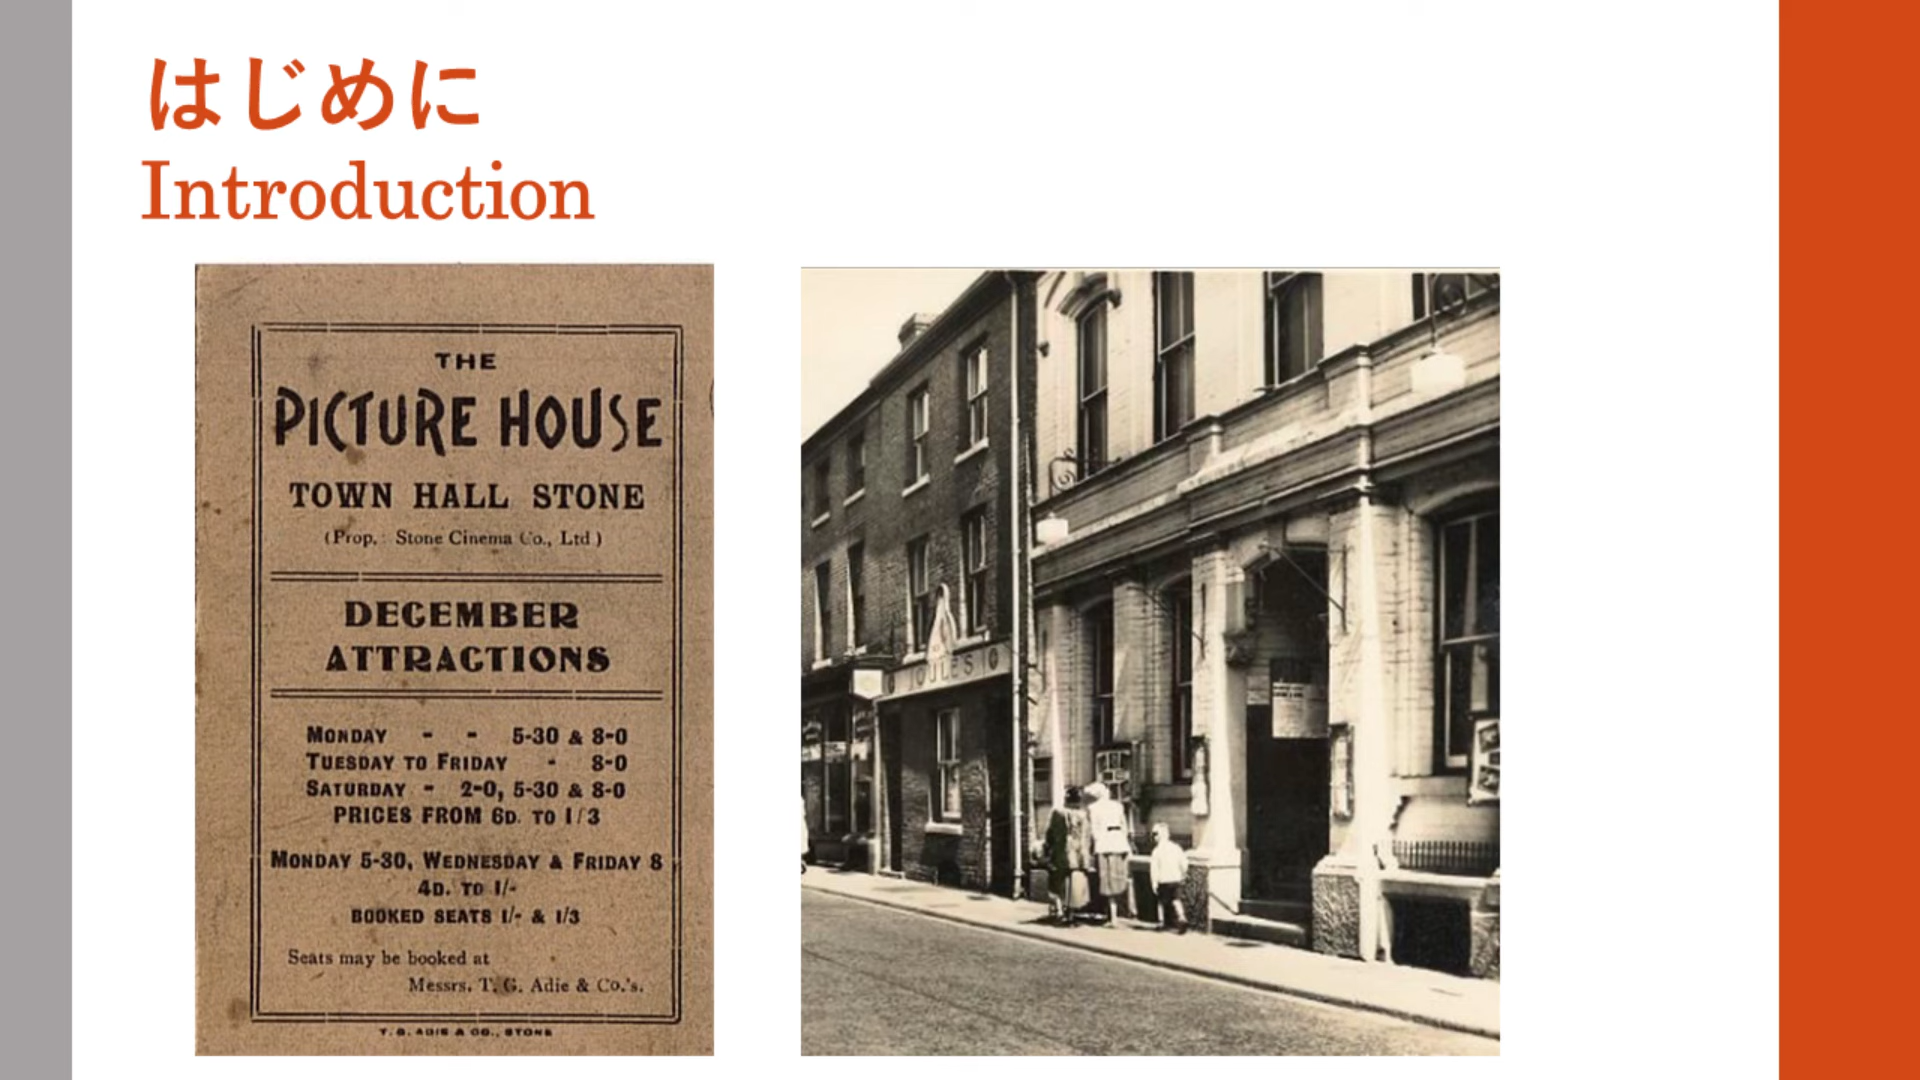 はじめに
Introduction
THE
PICTURE HOUSE
TOWN HALL STONE
(Prop. : Stone Cinema Co., Ltd)
DECEMBER
ATTRACTIONS
MONDAY - - 5-30 & 8-0
TUESDAY TO FRIDAY - 8-0
SATURDAY - 2-0, 5-30 & 8-0
PRICES FROM 6D. TO 1/3
MONDAY 5-30, WEDNESDAY & FRIDAY 8
4D. TO 1/-
BOOKED SEATS 1/- & 1/3
Seats may be booked at
Messrs. T. G. Adie & Co.'s.
T. G. ADIE & CO., STONE
JOULES